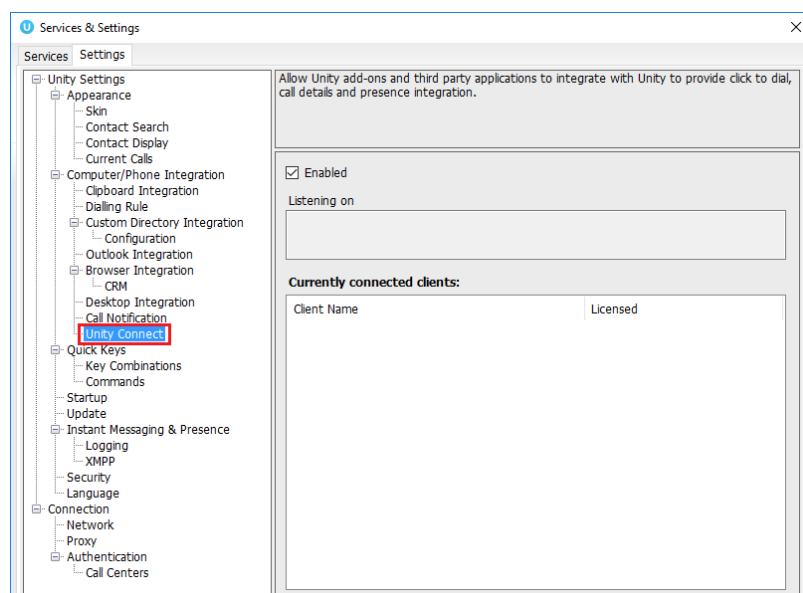 Services & Settings
Services Settings
Unity Settings
Appearance
Skin
Contact Search
Contact Display
Current Calls
Computer/Phone Integration
Clipboard Integration
Dialling Rule
Custom Directory Integration
Configuration
Outlook Integration
Browser Integration
CRM
Desktop Integration
Call Notification
Unity Connect
Quick Keys
Key Combinations
Commands
Startup
Update
Instant Messaging & Presence
Logging
XMPP
Security
Language
Connection
Network
Proxy
Authentication
Call Centers
Allow Unity add-ons and third party applications to integrate with Unity to provide click to dial,
call details and presence integration.
Enabled
Listening on
Currently connected clients:
Client Name Licensed